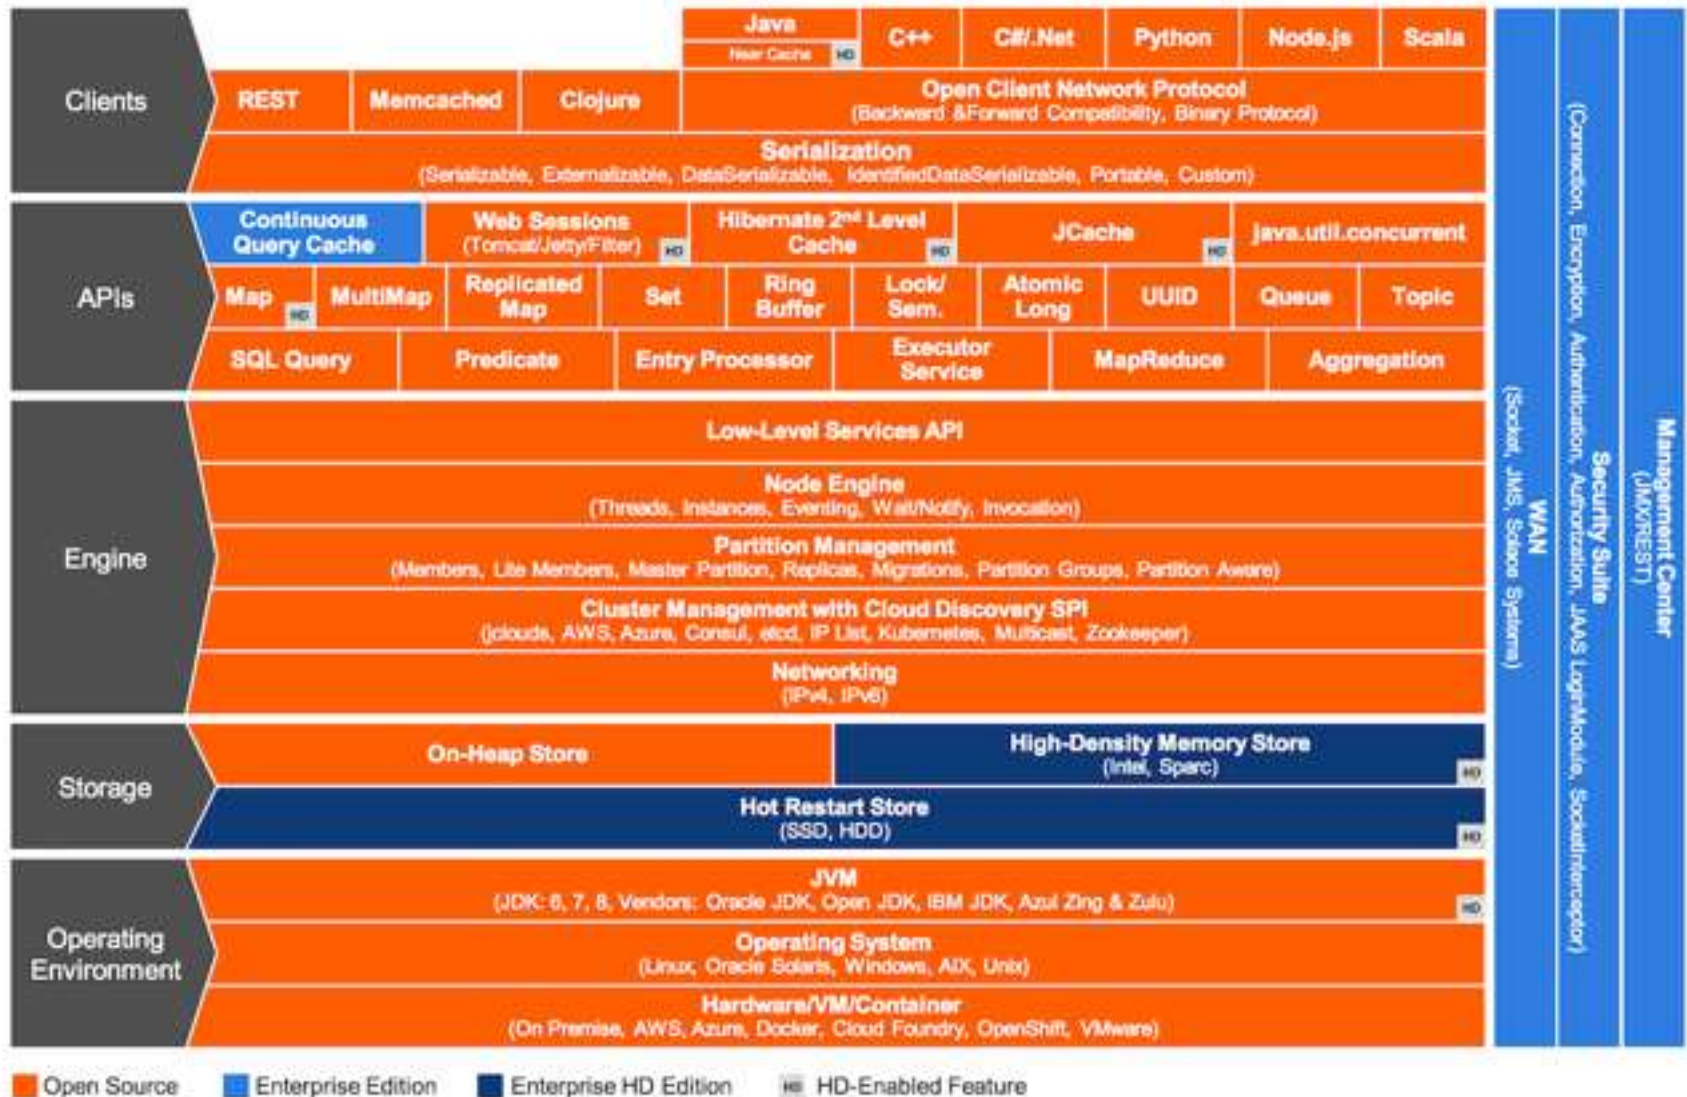 Clients
Java
Near Cache HD
C++
C#/.Net
Python
Node.js
Scala
REST
Memcached
Clojure
Open Client Network Protocol
(Backward &Forward Compatibility, Binary Protocol)
Serialization
(Serializable, Externalizable, DataSerializable, IdentifiedDataSerializable, Portable, Custom)
APIs
Continuous
Query Cache
Web Sessions
(Tomcat/Jetty/Filter) HD
Hibernate 2nd Level
Cache HD
JCache HD
java.util.concurrent
Map HD
MultiMap
Replicated
Map
Set
Ring
Buffer
Lock/
Sem.
Atomic
Long
UUID
Queue
Topic
SQL Query
Predicate
Entry Processor
Executor
Service
MapReduce
Aggregation
Engine
Low-Level Services API
Node Engine
(Threads, Instances, Eventing, Wait/Notify, Invocation)
Partition Management
(Members, Lite Members, Master Partition, Replicas, Migrations, Partition Groups, Partition Aware)
Cluster Management with Cloud Discovery SPI
(jclouds, AWS, Azure, Consul, etcd, IP List, Kubernetes, Multicast, Zookeeper)
Networking
(IPv4, IPv6)
Storage
On-Heap Store
High-Density Memory Store
(Intel, Sparc) HD
Hot Restart Store
(SSD, HDD) HD
Operating
Environment
JVM
(JDK: 6, 7, 8, Vendors: Oracle JDK, Open JDK, IBM JDK, Azul Zing & Zulu) HD
Operating System
(Linux, Oracle Solaris, Windows, AIX, Unix)
Hardware/VM/Container
(On Premise, AWS, Azure, Docker, Cloud Foundry, OpenShift, VMware)
WAN
(Socket, JMS, Solace Systems)
Security Suite
(Connection, Encryption, Authentication, Authorization, JAAS LoginModule, SocketInterceptor)
Management Center
(JMX/REST)
Open Source
Enterprise Edition
Enterprise HD Edition
HD HD-Enabled Feature